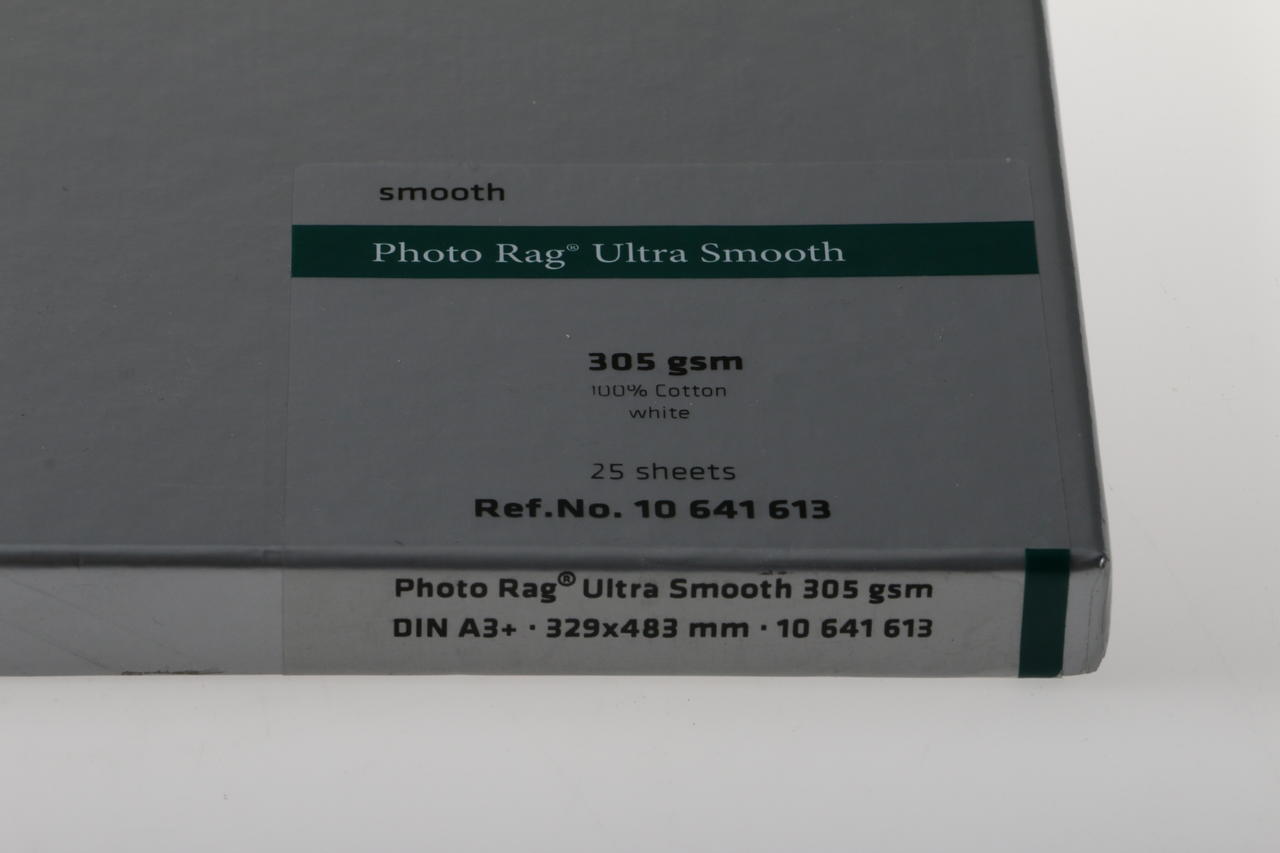 smooth
Photo Rag® Ultra Smooth
305 gsm
100% Cotton
white
25 sheets
Ref.No. 10 641 613
Photo Rag® Ultra Smooth 305 gsm
DIN A3+ · 329x483 mm · 10 641 613